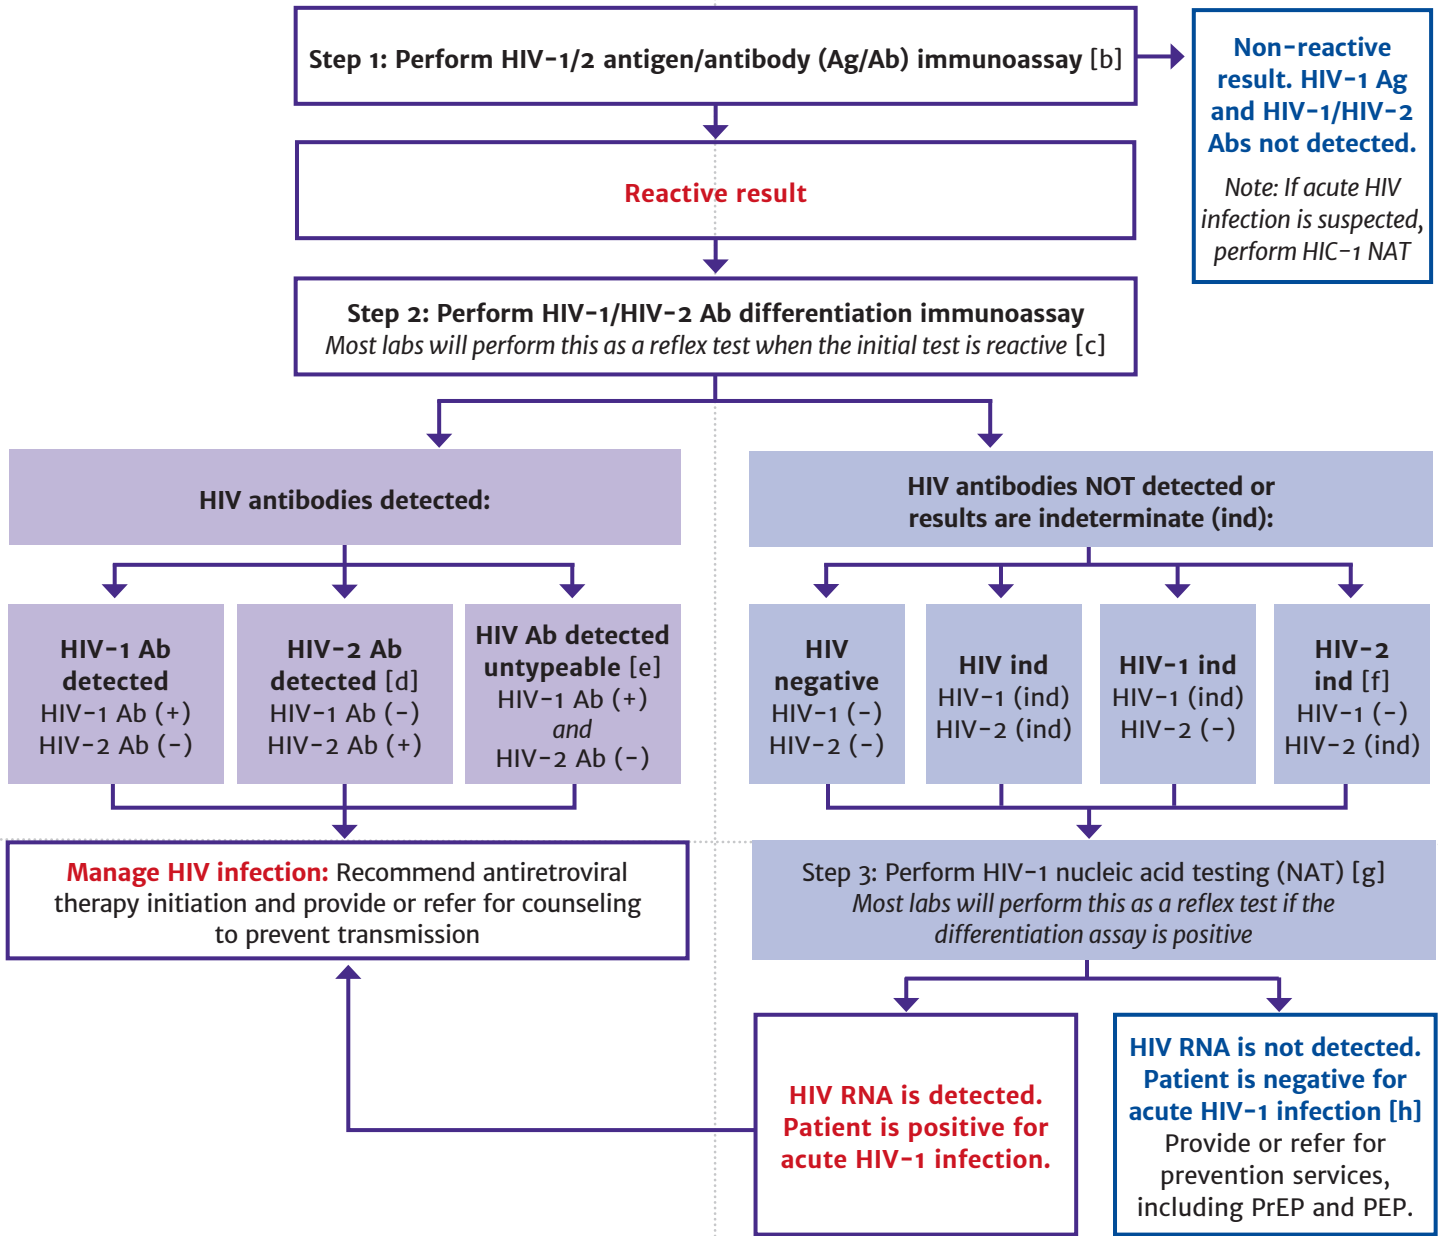 Step 1: Perform HIV-1/2 antigen/antibody (Ag/Ab) immunoassay [b]
Non-reactive
result. HIV-1 Ag
and HIV-1/HIV-2
Abs not detected.
Note: If acute HIV
infection is suspected,
perform HIC-1 NAT
Reactive result
Step 2: Perform HIV-1/HIV-2 Ab differentiation immunoassay
Most labs will perform this as a reflex test when the initial test is reactive [c]
HIV antibodies detected:
HIV antibodies NOT detected or
results are indeterminate (ind):
HIV-1 Ab
detected
HIV-1 Ab (+)
HIV-2 Ab (-)
HIV-2 Ab
detected [d]
HIV-1 Ab (-)
HIV-2 Ab (+)
HIV Ab detected
untypeable [e]
HIV-1 Ab (+)
and
HIV-2 Ab (-)
HIV
negative
HIV-1 (-)
HIV-2 (-)
HIV ind
HIV-1 (ind)
HIV-2 (ind)
HIV-1 ind
HIV-1 (ind)
HIV-2 (-)
HIV-2
ind [f]
HIV-1 (-)
HIV-2 (ind)
Manage HIV infection: Recommend antiretroviral
therapy initiation and provide or refer for counseling
to prevent transmission
Step 3: Perform HIV-1 nucleic acid testing (NAT) [g]
Most labs will perform this as a reflex test if the
differentiation assay is positive
HIV RNA is detected.
Patient is positive for
acute HIV-1 infection.
HIV RNA is not detected.
Patient is negative for
acute HIV-1 infection [h]
Provide or refer for
prevention services,
including PrEP and PEP.